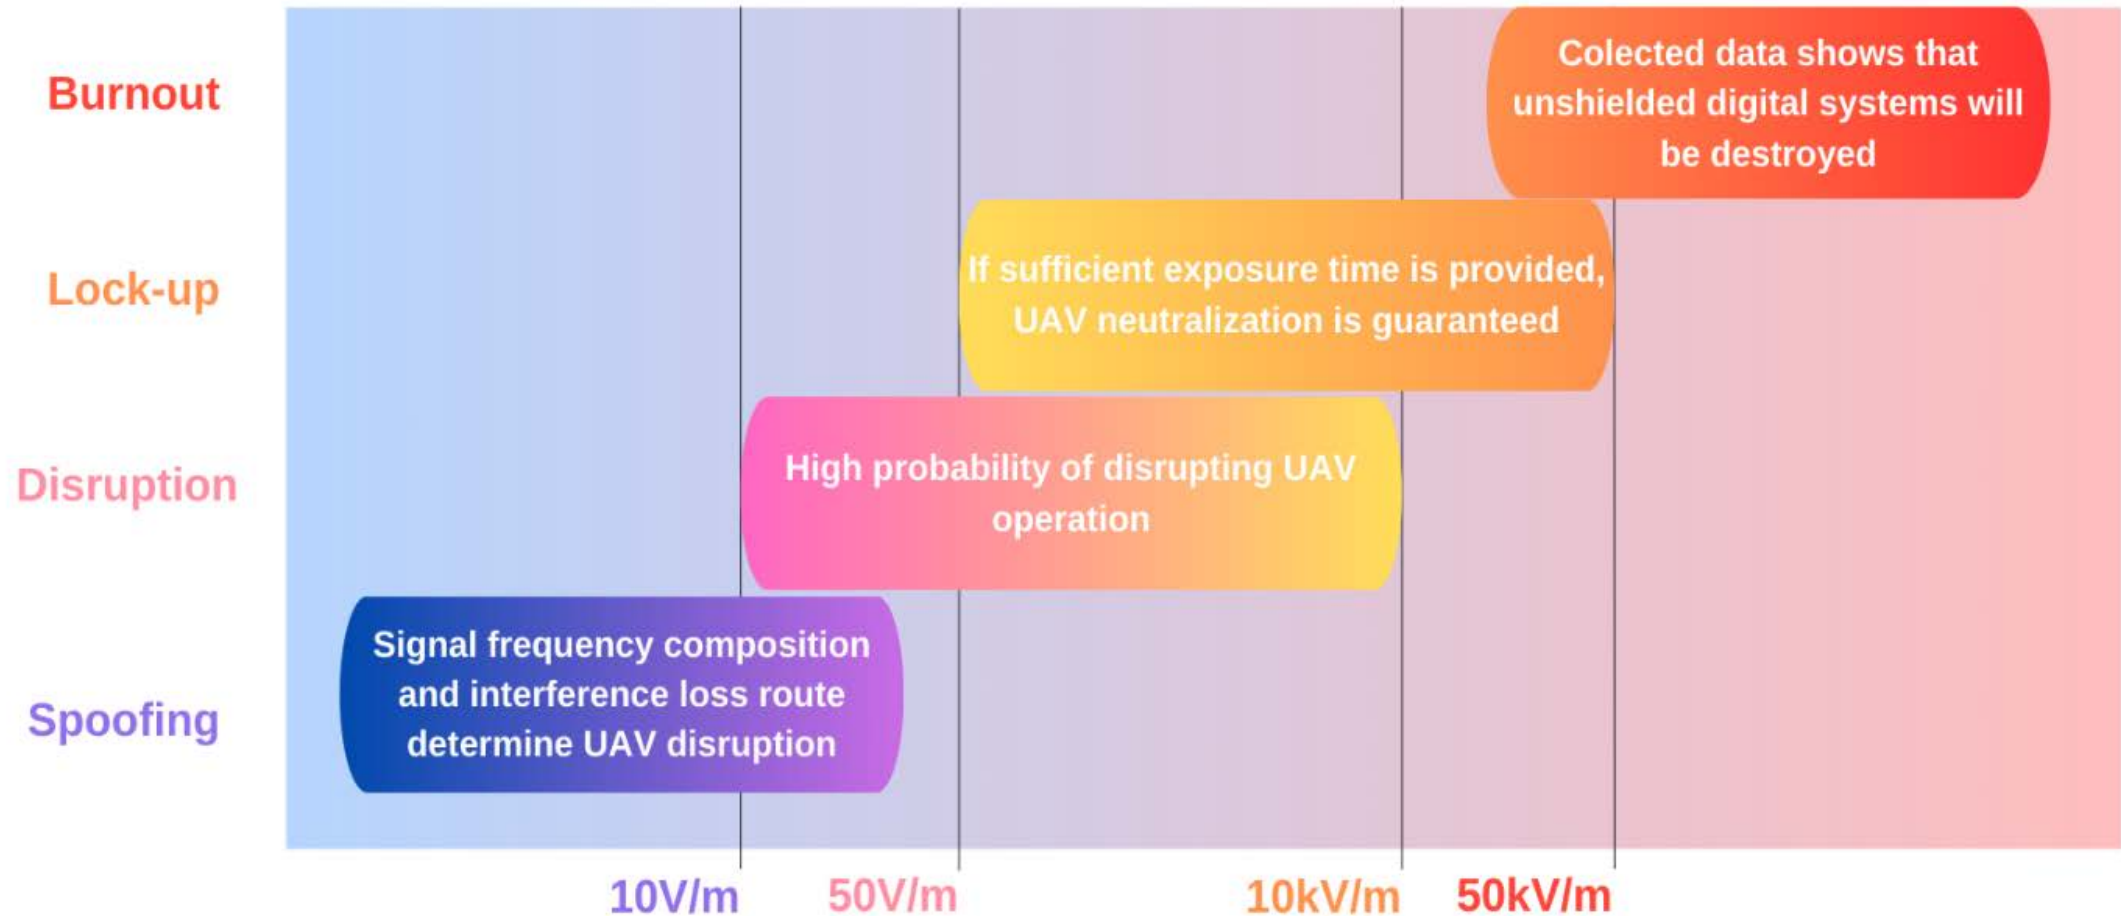 Burnout
Colected data shows that
unshielded digital systems will
be destroyed
Lock-up
If sufficient exposure time is provided,
UAV neutralization is guaranteed
Disruption
High probability of disrupting UAV
operation
Spoofing
Signal frequency composition
and interference loss route
determine UAV disruption
10V/m
50V/m
10kV/m
50kV/m